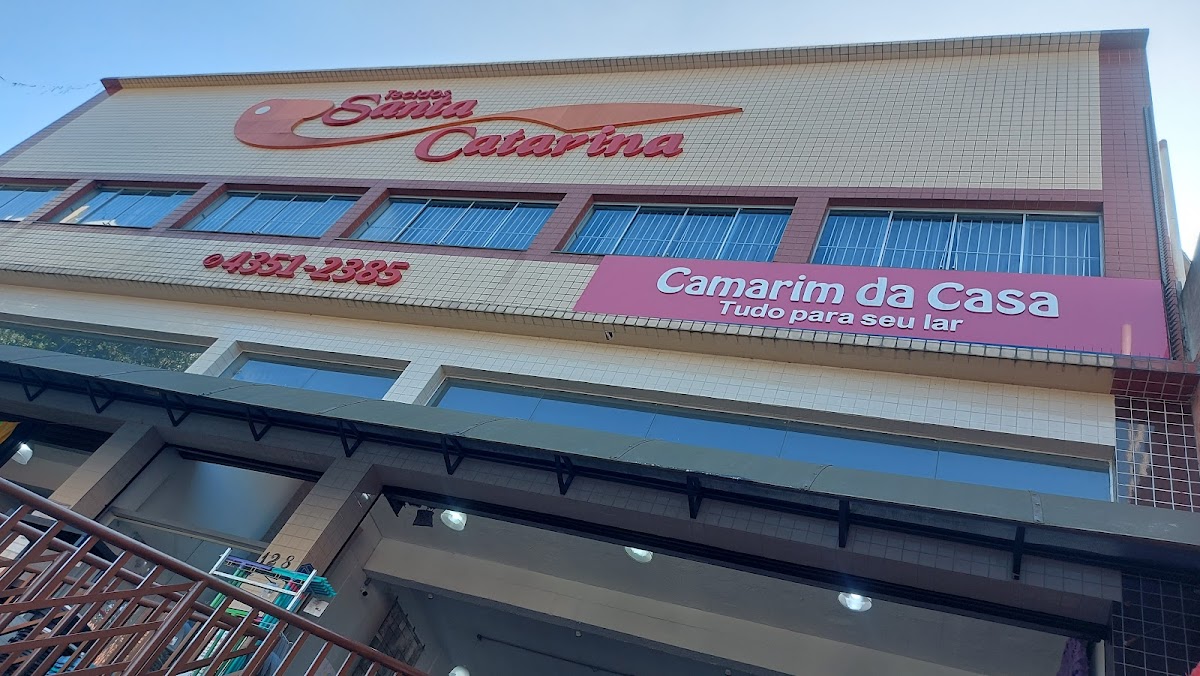 Tecidos
Santa
Catarina
4351-2385
Camarim da Casa
Tudo para seu lar
128